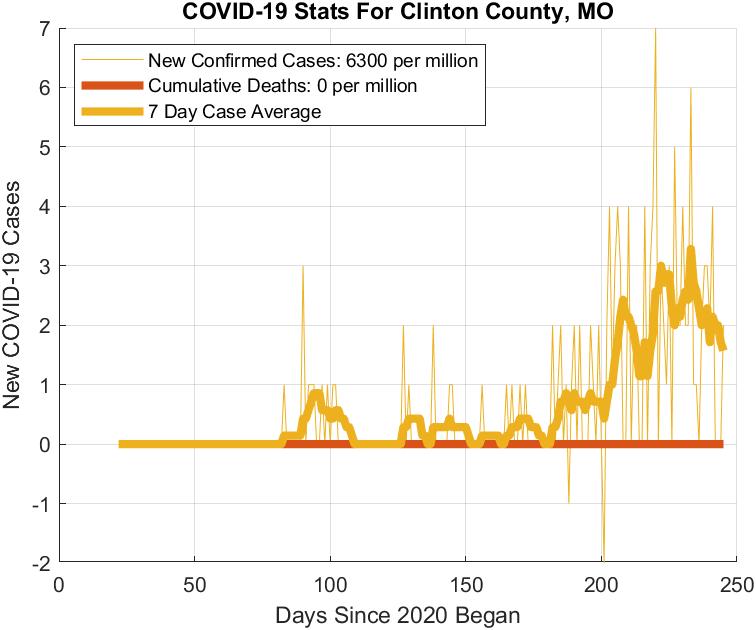 COVID-19 Stats For Clinton County, MO
New Confirmed Cases: 6300 per million
Cumulative Deaths: 0 per million
7 Day Case Average
New COVID-19 Cases
7
6
5
4
3
2
1
0
-1
-2
0 50 100 150 200 250
Days Since 2020 Began